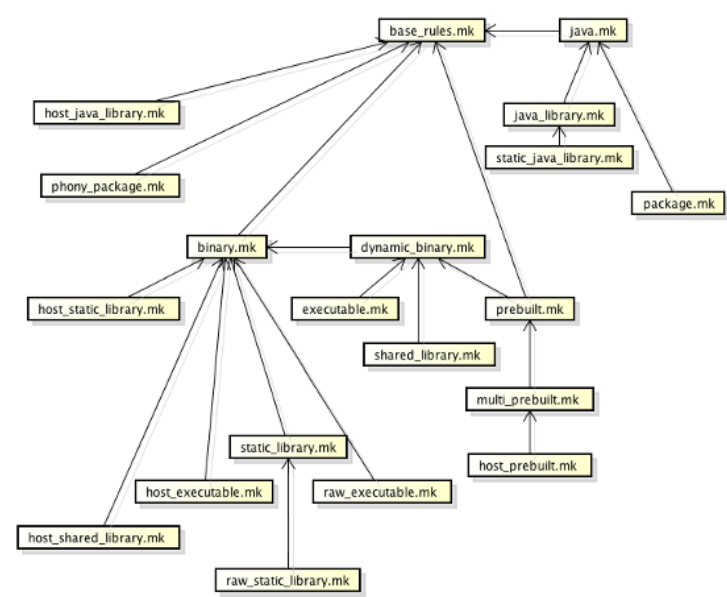 base_rules.mk
java.mk
host_java_library.mk
java_library.mk
static_java_library.mk
phony_package.mk
package.mk
binary.mk
dynamic_binary.mk
host_static_library.mk
executable.mk
prebuilt.mk
shared_library.mk
multi_prebuilt.mk
static_library.mk
host_prebuilt.mk
host_executable.mk
raw_executable.mk
host_shared_library.mk
raw_static_library.mk